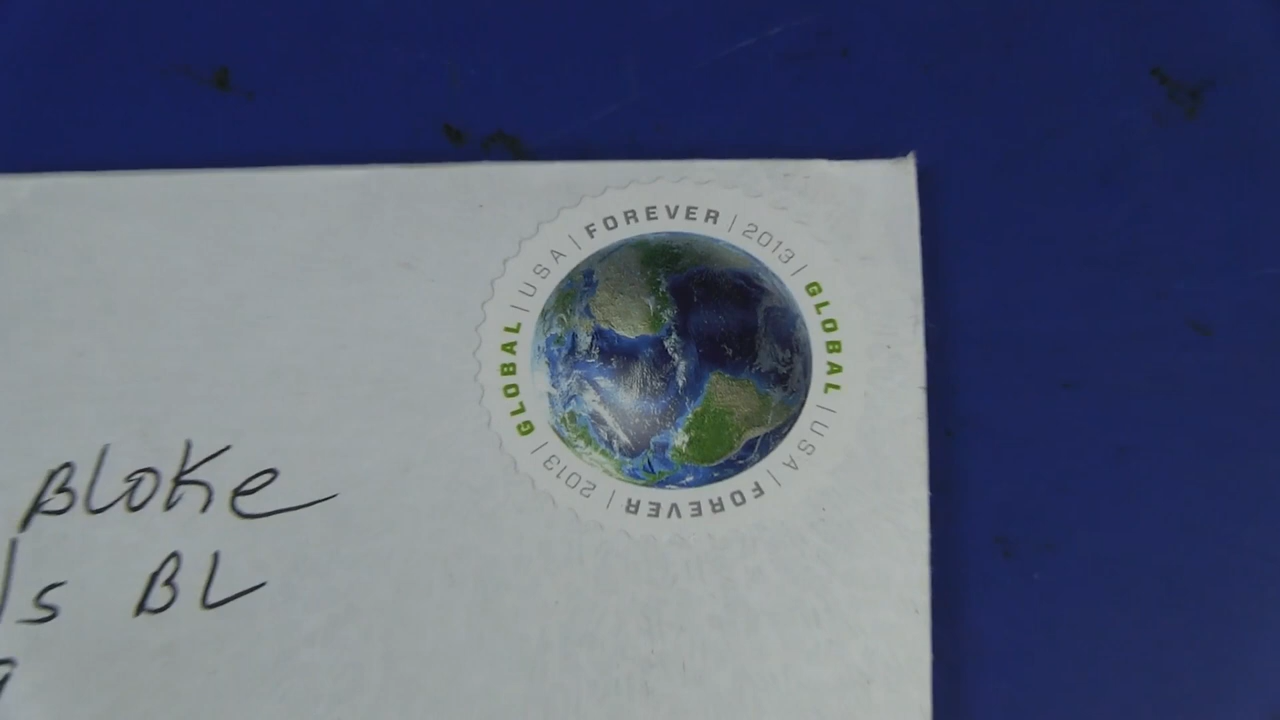 GLOBAL | USA | FOREVER | 2013 | GLOBAL | USA | FOREVER | 2013 |
BLOKe
ls BL